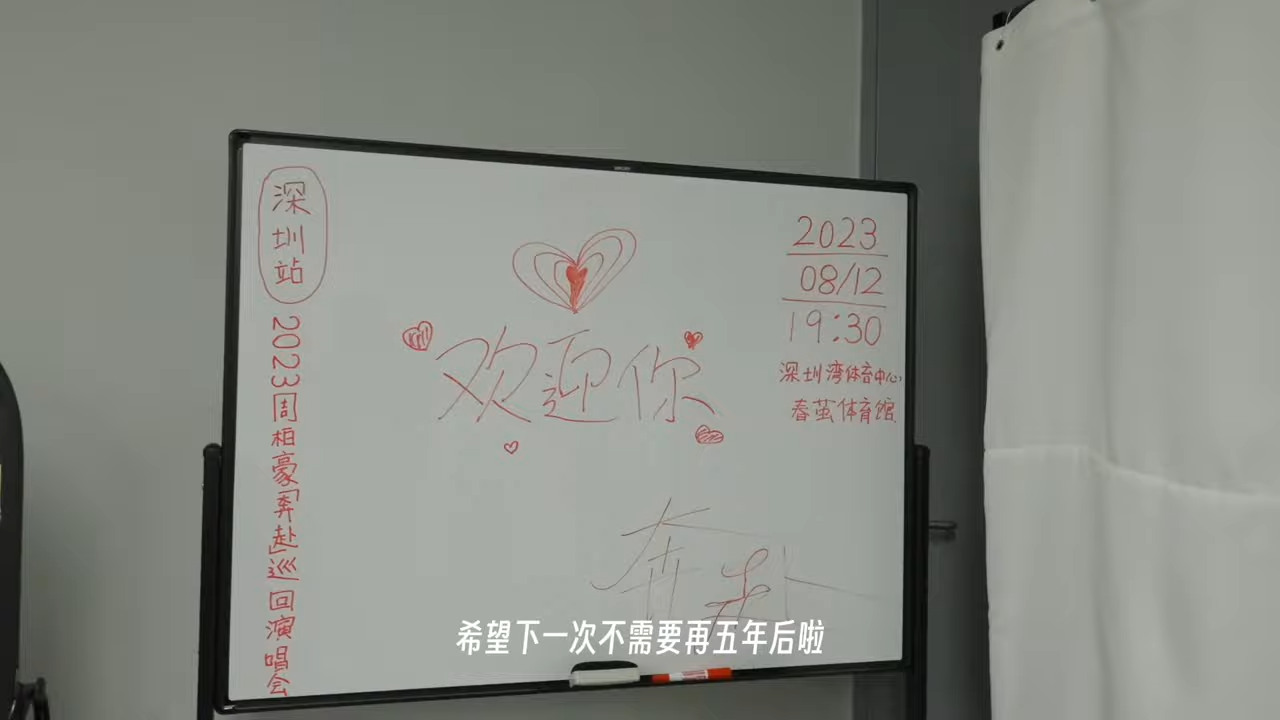 深圳站
2023周柏豪「奔赴」巡回演唱会
欢迎你
2023
08/12
19:30
深圳湾体育中心
春茧体育馆
奔赴
希望下一次不需要再五年后啦